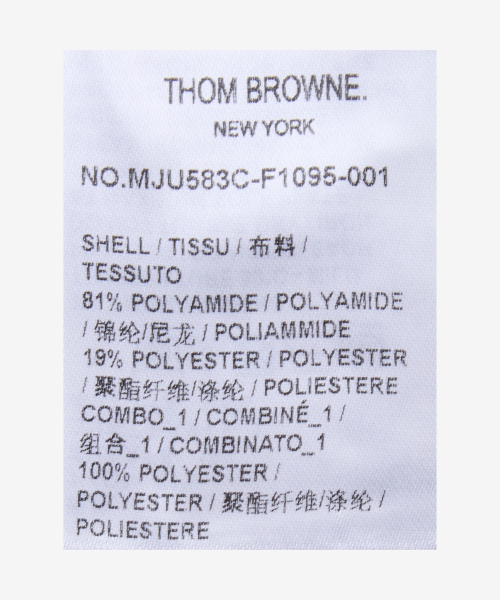 THOM BROWNE.
NEW YORK
NO.MJU583C-F1095-001
SHELL / TISSU / 布料 /
TESSUTO
81% POLYAMIDE / POLYAMIDE
/ 锦纶/尼龙 / POLIAMMIDE
19% POLYESTER / POLYESTER
/ 聚酯纤维/涤纶 / POLIESTERE
COMBO_1 / COMBINÉ_1 /
组合_1 / COMBINATO_1
100% POLYESTER /
POLYESTER / 聚酯纤维/涤纶 /
POLIESTERE